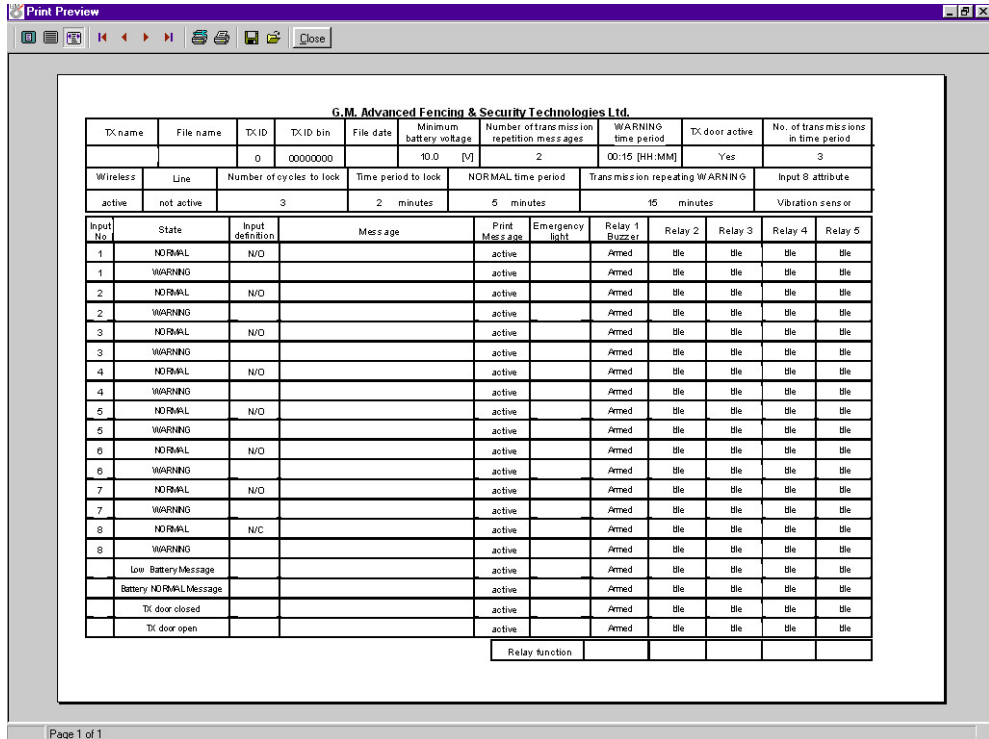 Print Preview
Close
G.M. Advanced Fencing & Security Technologies Ltd.
TX name File name TX ID TX ID bin File date Minimum battery voltage Number of transmission repetition messages WARNING time period TX door active No. of transmissions in time period
0 00000000 10.0 [V] 2 00:15 [HH:MM] Yes 3
Wireless Line Number of cycles to lock Time period to lock NORMAL time period Transmission repeating WARNING Input 8 attribute
active not active 3 2 minutes 5 minutes 15 minutes Vibration sensor
Input No State Input definition Message Print Message Emergency light Relay 1 Buzzer Relay 2 Relay 3 Relay 4 Relay 5
1 NORMAL N/O active Armed Idle Idle Idle Idle
1 WARNING active Armed Idle Idle Idle Idle
2 NORMAL N/O active Armed Idle Idle Idle Idle
2 WARNING active Armed Idle Idle Idle Idle
3 NORMAL N/O active Armed Idle Idle Idle Idle
3 WARNING active Armed Idle Idle Idle Idle
4 NORMAL N/O active Armed Idle Idle Idle Idle
4 WARNING active Armed Idle Idle Idle Idle
5 NORMAL N/O active Armed Idle Idle Idle Idle
5 WARNING active Armed Idle Idle Idle Idle
6 NORMAL N/O active Armed Idle Idle Idle Idle
6 WARNING active Armed Idle Idle Idle Idle
7 NORMAL N/O active Armed Idle Idle Idle Idle
7 WARNING active Armed Idle Idle Idle Idle
8 NORMAL N/C active Armed Idle Idle Idle Idle
8 WARNING active Armed Idle Idle Idle Idle
Low Battery Message active Armed Idle Idle Idle Idle
Battery NORMAL Message active Armed Idle Idle Idle Idle
TX door closed active Armed Idle Idle Idle Idle
TX door open active Armed Idle Idle Idle Idle
Relay function
Page 1 of 1